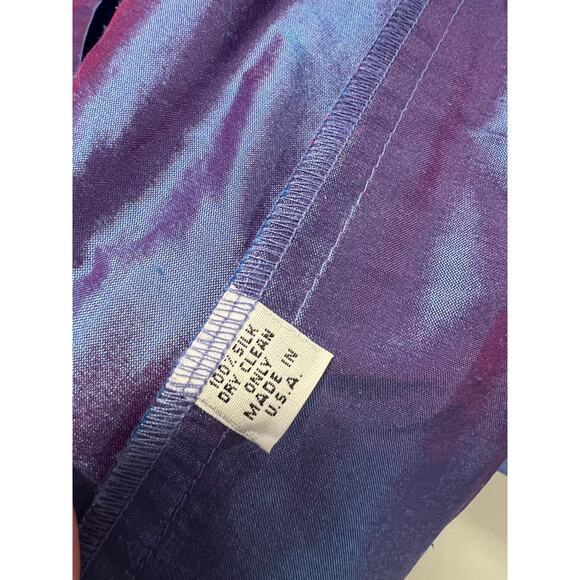 100% SILK
DRY CLEAN
ONLY
MADE IN
U.S.A.